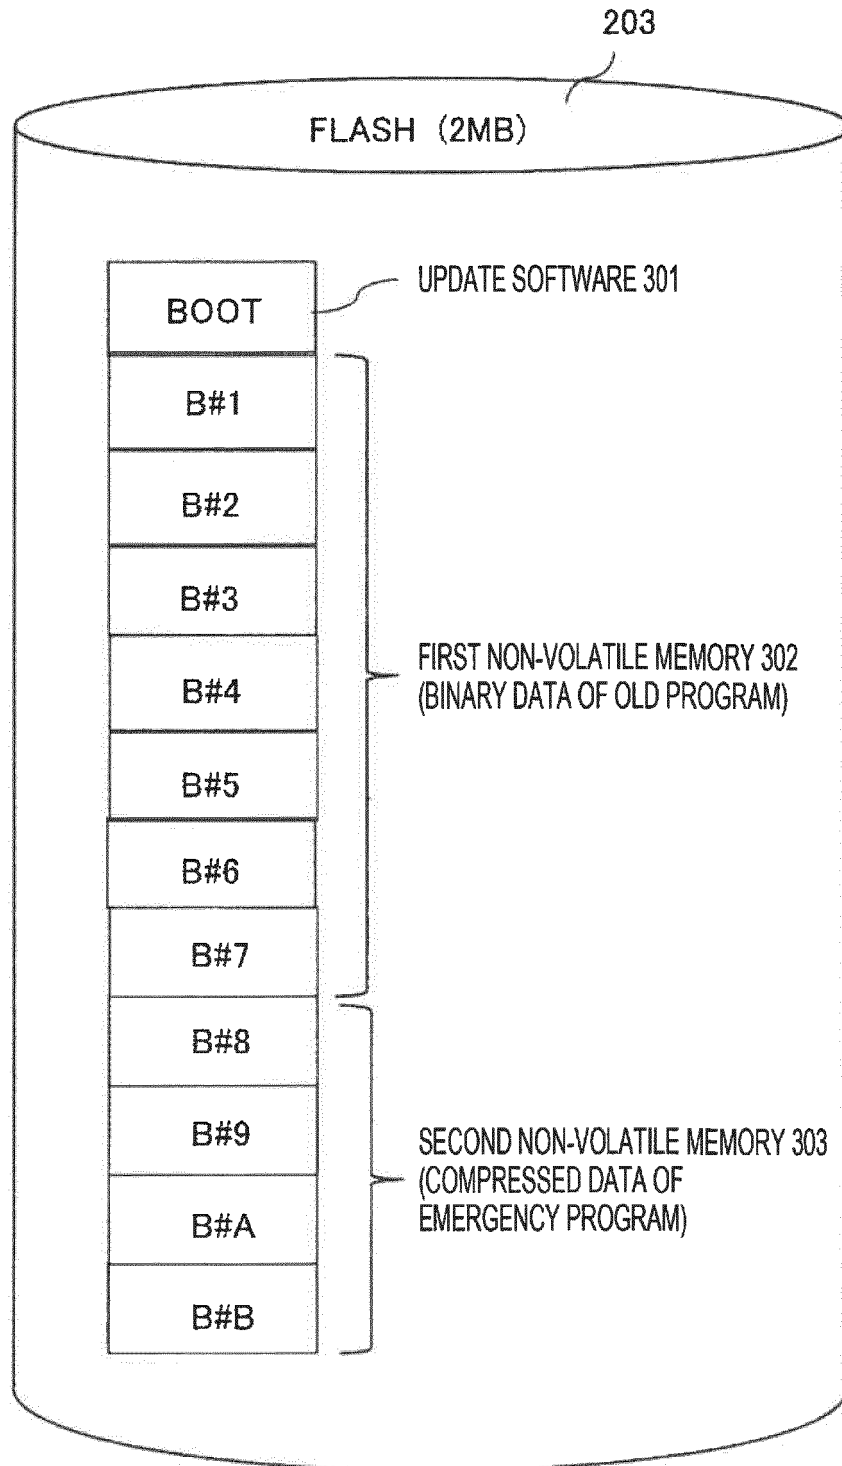 203
FLASH (2MB)
BOOT
UPDATE SOFTWARE 301
B#1
B#2
B#3
B#4
B#5
B#6
B#7
FIRST NON-VOLATILE MEMORY 302
(BINARY DATA OF OLD PROGRAM)
B#8
B#9
B#A
B#B
SECOND NON-VOLATILE MEMORY 303
(COMPRESSED DATA OF
EMERGENCY PROGRAM)